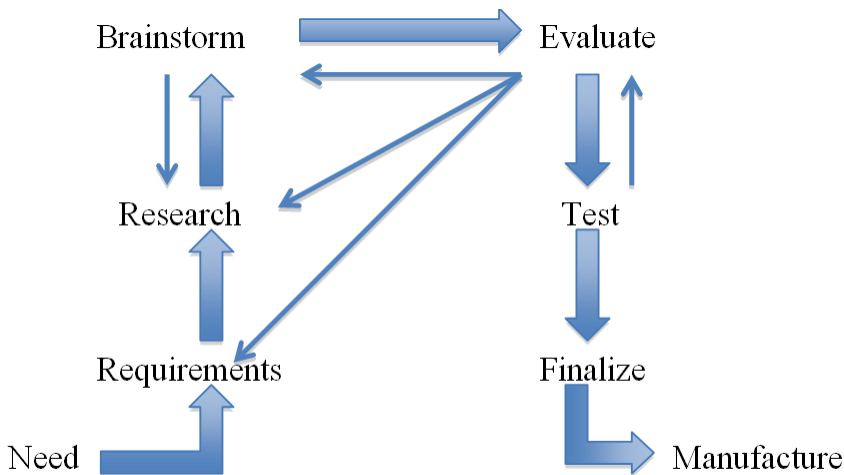 Brainstorm
Evaluate
Research
Test
Requirements
Finalize
Need
Manufacture